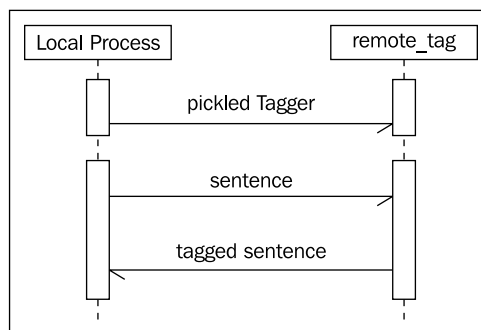 Local Process
remote_tag
pickled Tagger
sentence
tagged sentence